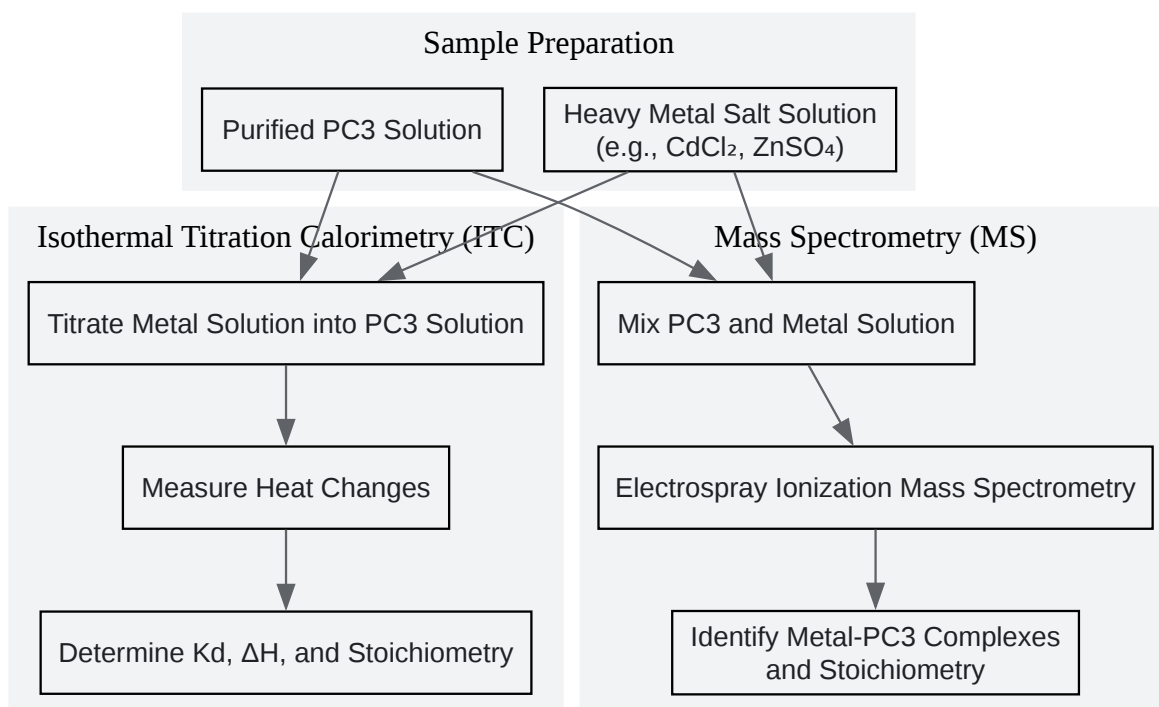 Sample Preparation
Purified PC3 Solution
Heavy Metal Salt Solution
(e.g., CdCl₂, ZnSO₄)
Isothermal Titration Calorimetry (ITC)
Titrate Metal Solution into PC3 Solution
Measure Heat Changes
Determine Kd, ΔH, and Stoichiometry
Mass Spectrometry (MS)
Mix PC3 and Metal Solution
Electrospray Ionization Mass Spectrometry
Identify Metal-PC3 Complexes
and Stoichiometry